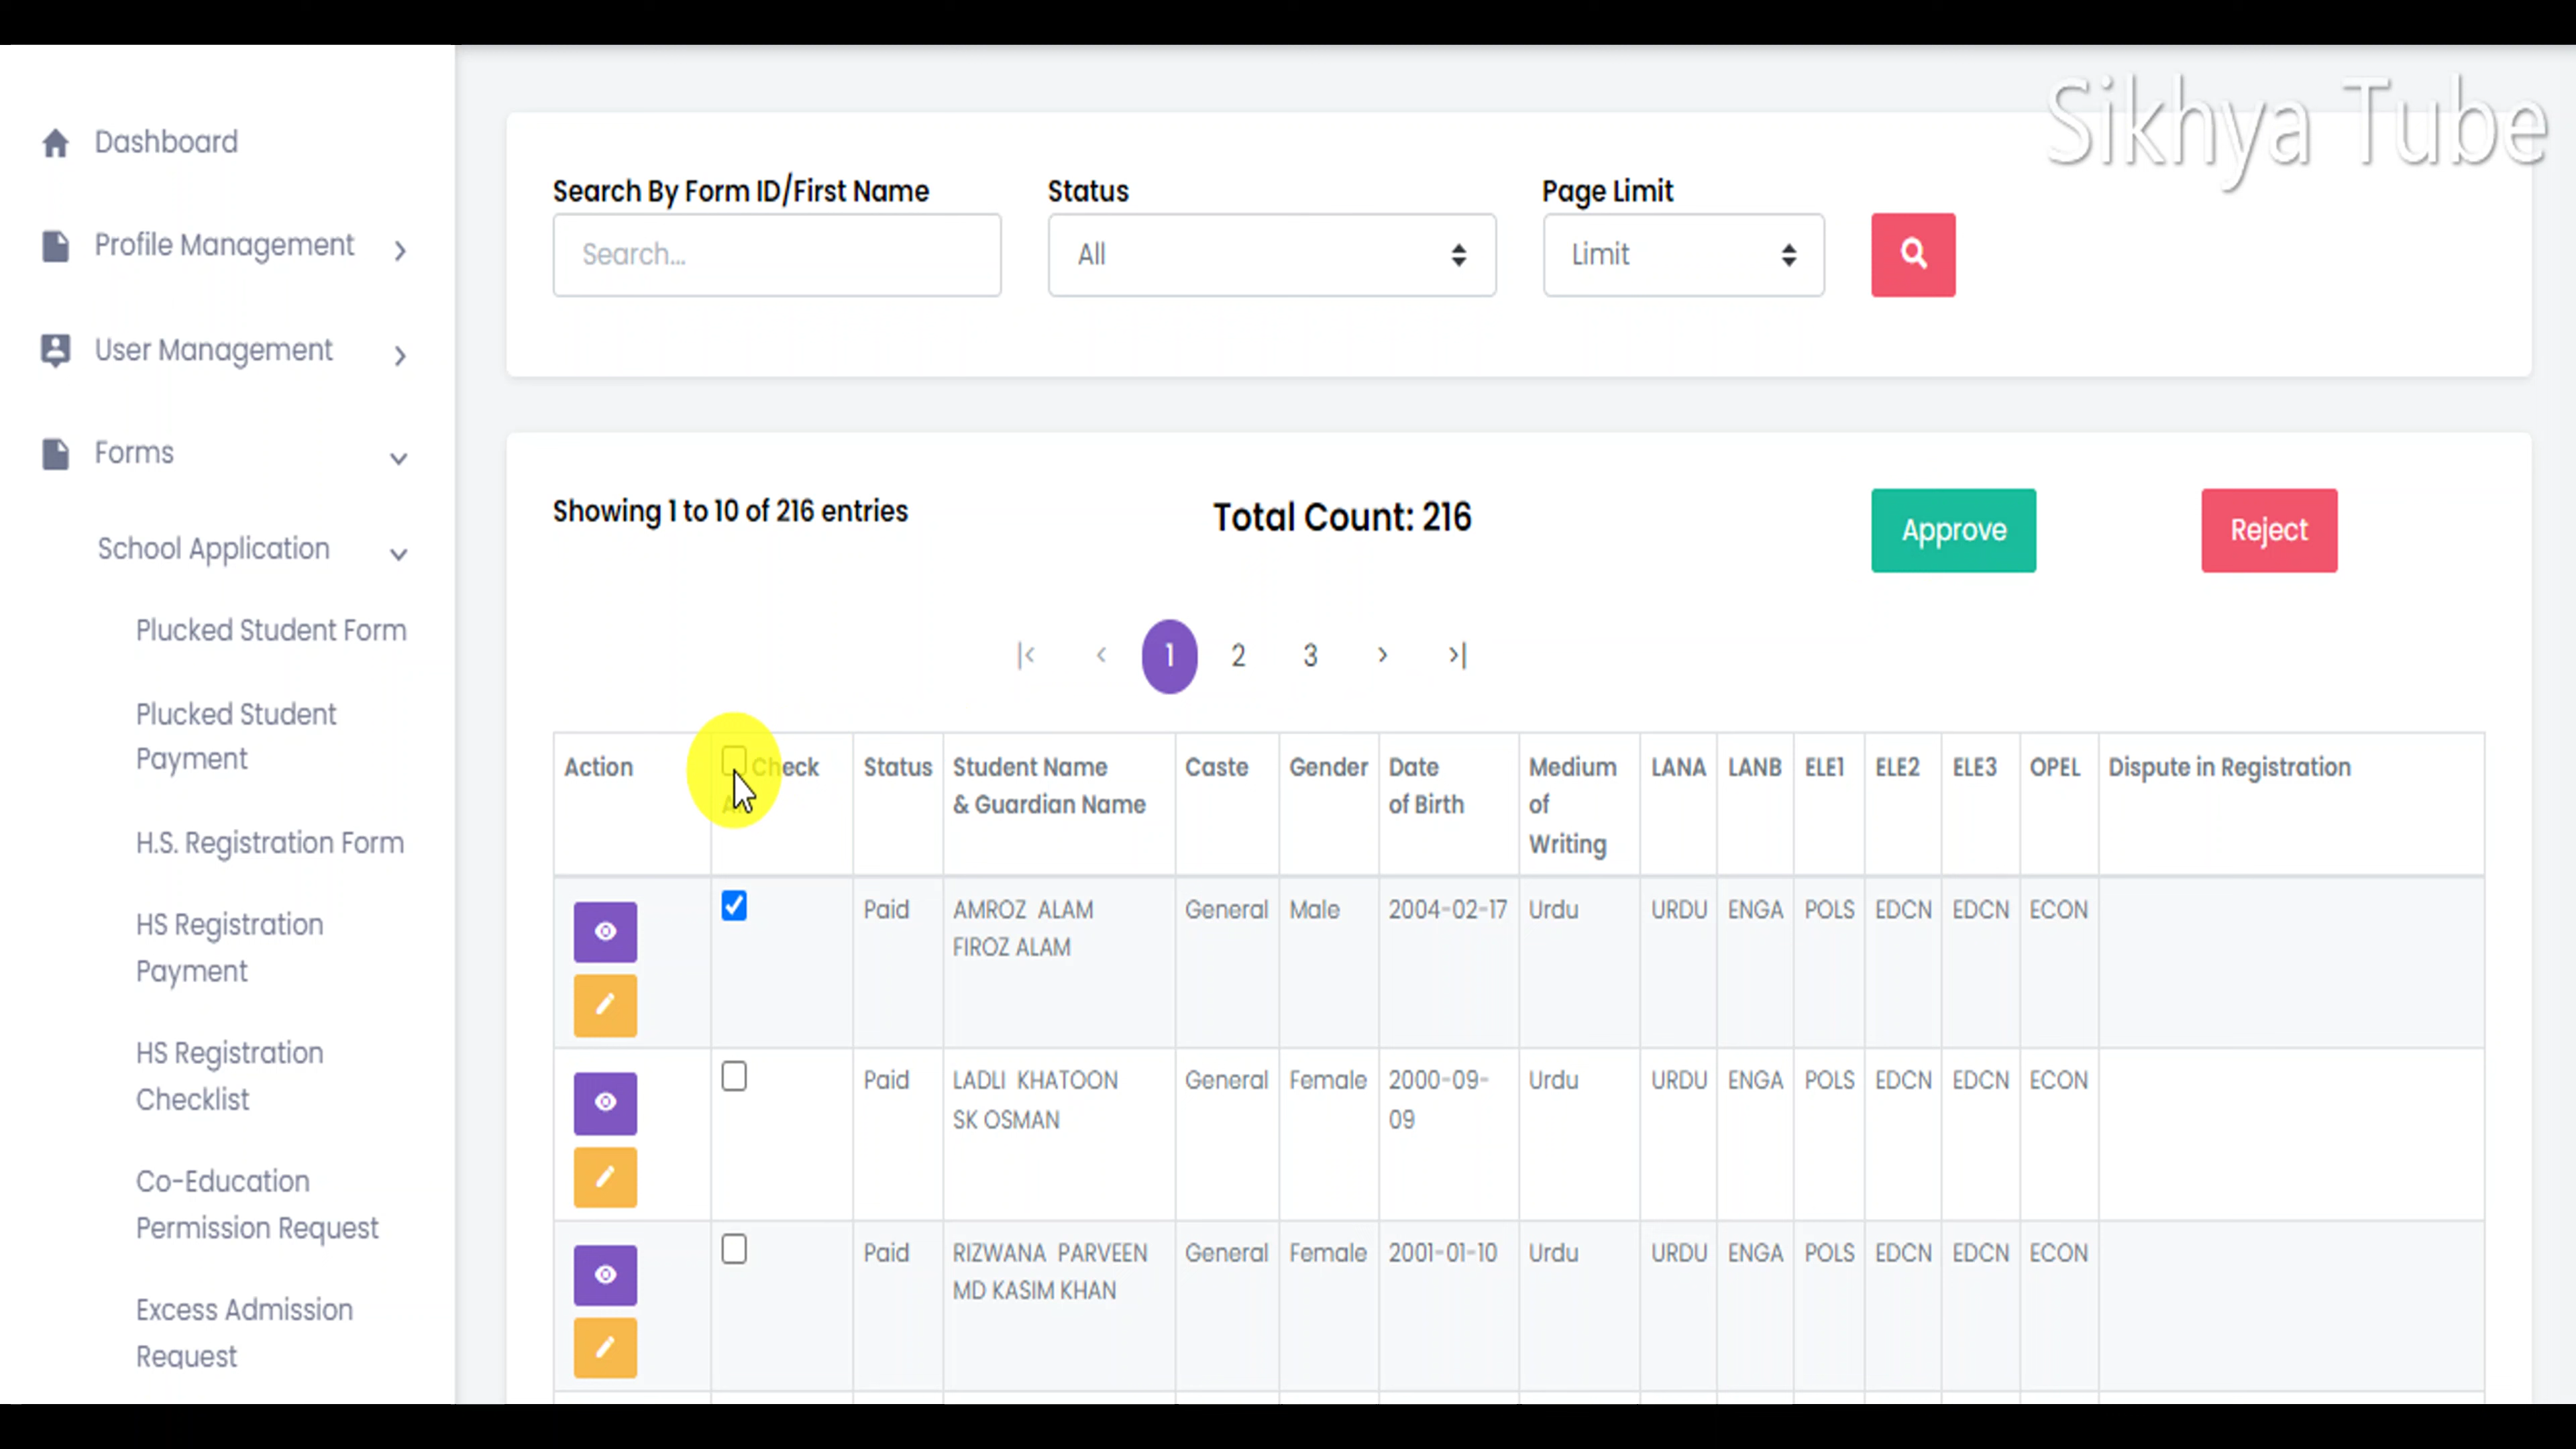 Sikhya Tube
Dashboard
Profile Management
User Management
Forms
School Application
Plucked Student Form
Plucked Student
Payment
H.S. Registration Form
HS Registration
Payment
HS Registration
Checklist
Co-Education
Permission Request
Excess Admission
Request
Search By Form ID/First Name
Status
Page Limit
Search...
All
Limit
Showing 1 to 10 of 216 entries
Total Count: 216
Approve
Reject
1 2 3
Action Check Status Student Name Caste Gender Date Medium LANA LANB ELE1 ELE2 ELE3 OPEL Dispute in Registration
& Guardian Name of Birth of
Writing
Paid AMROZ ALAM General Male 2004-02-17 Urdu URDU ENGA POLS EDCN EDCN ECON
FIROZ ALAM
Paid LADLI KHATOON General Female 2000-09- Urdu URDU ENGA POLS EDCN EDCN ECON
SK OSMAN 09
Paid RIZWANA PARVEEN General Female 2001-01-10 Urdu URDU ENGA POLS EDCN EDCN ECON
MD KASIM KHAN